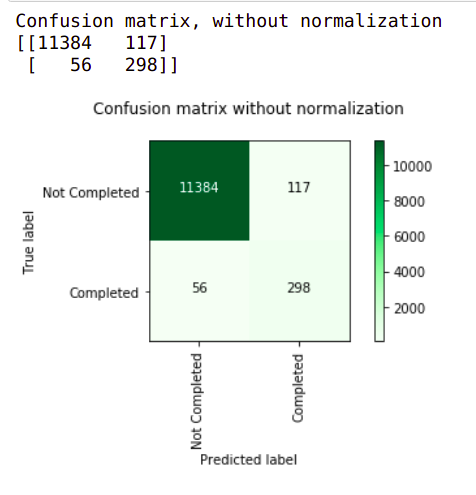 Confusion matrix, without normalization
[[11384   117]
 [   56   298]]
Confusion matrix without normalization
True label
Not Completed
Completed
11384
117
56
298
10000
8000
6000
4000
2000
Not Completed
Completed
Predicted label